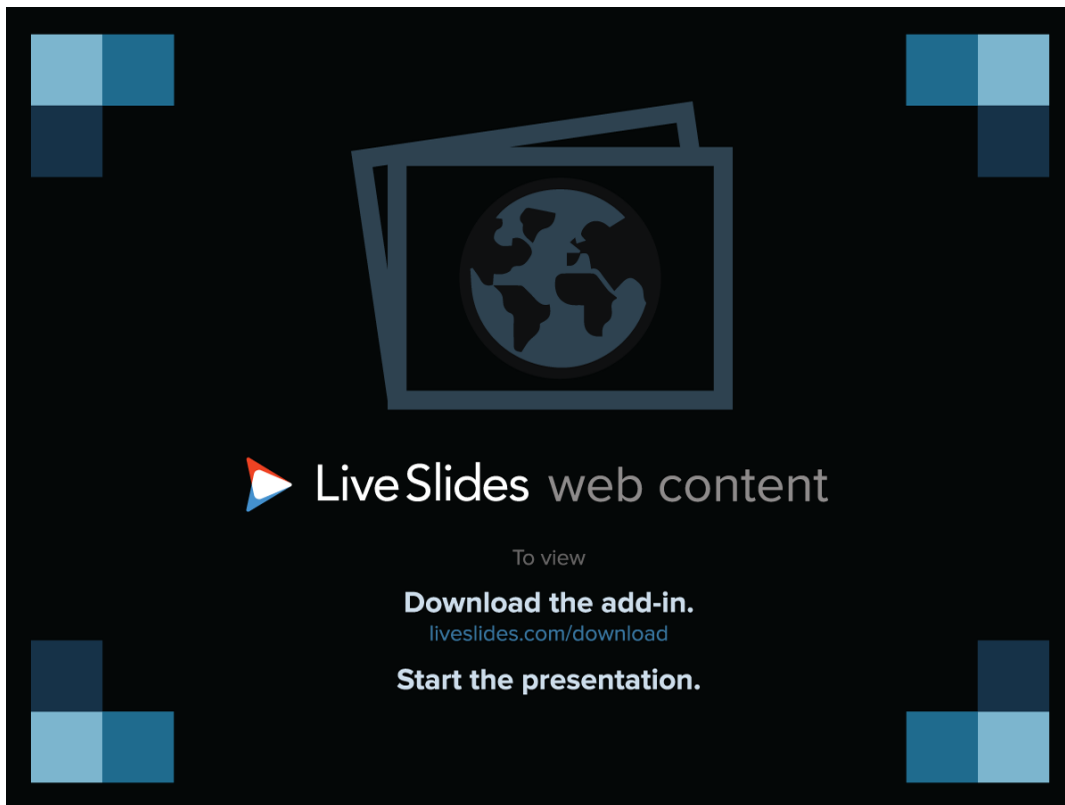 LiveSlides web content
To view
Download the add-in.
liveslides.com/download
Start the presentation.